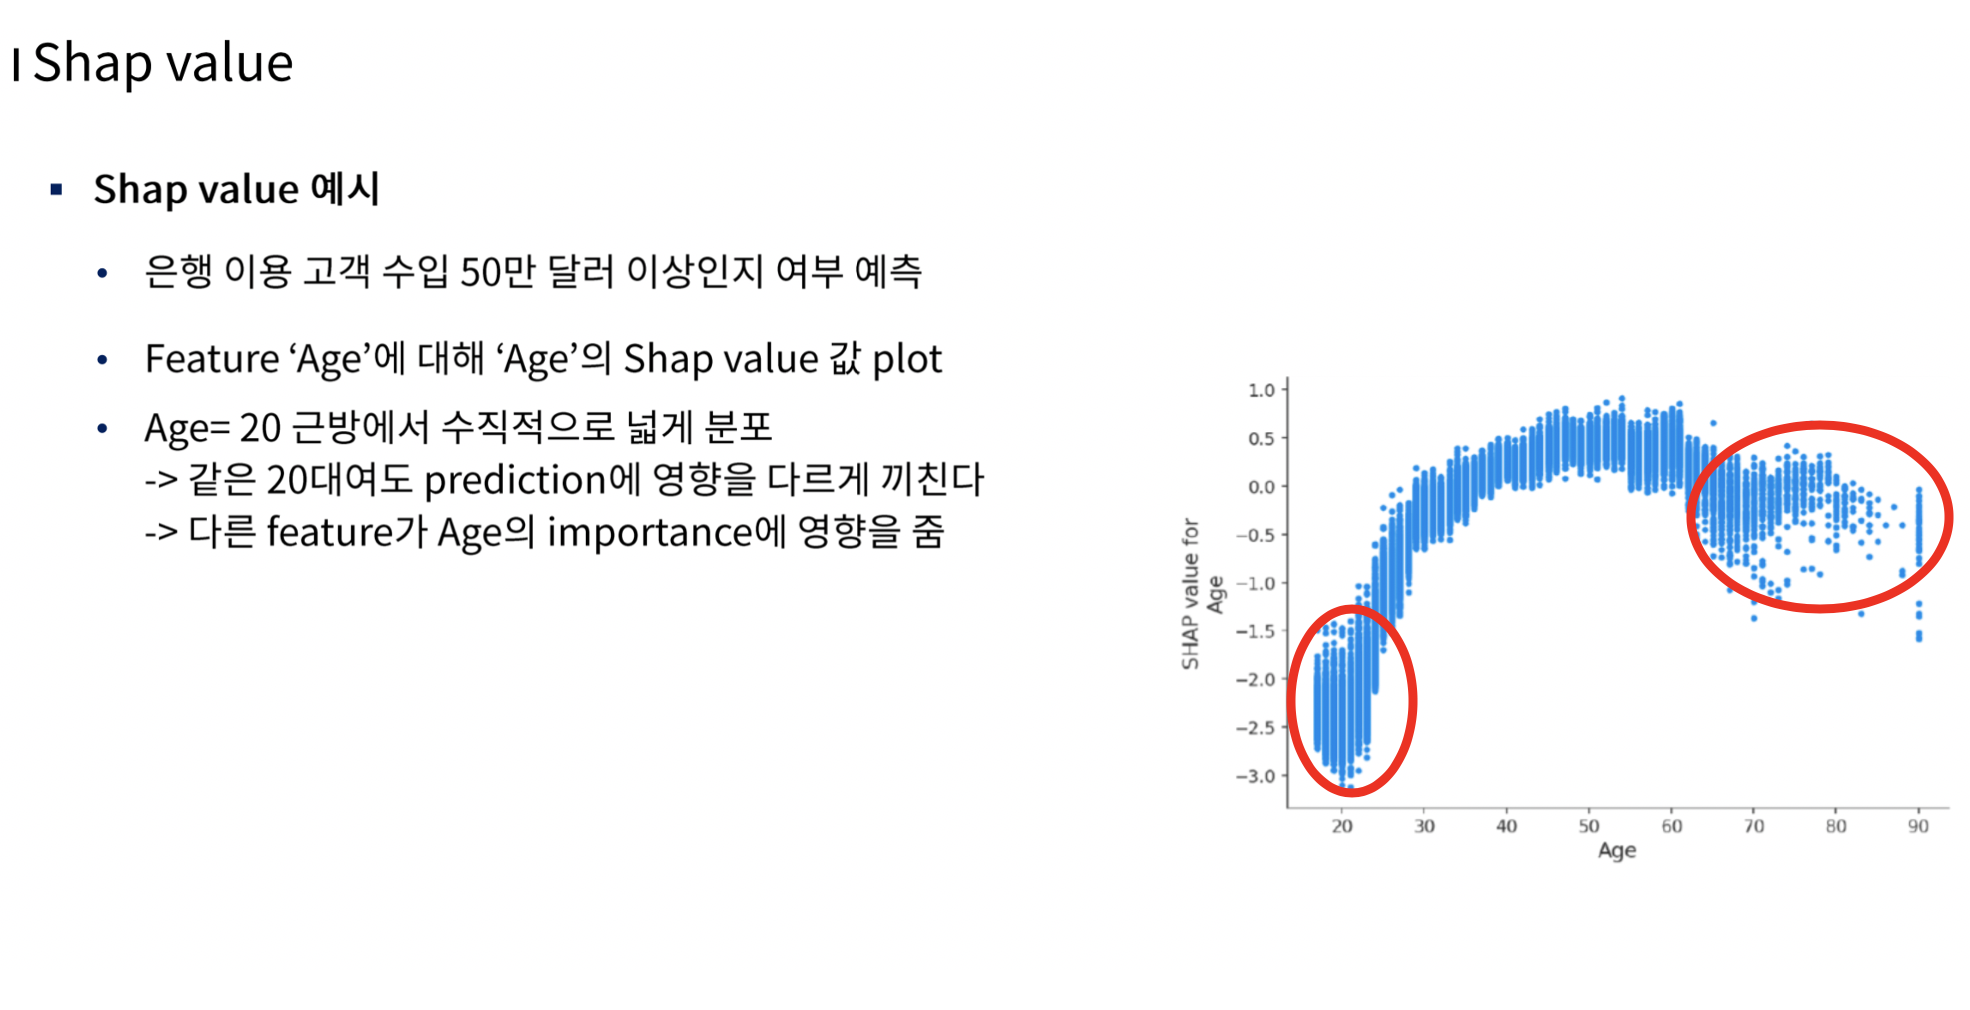 Shap value
Shap value 예시
은행 이용 고객 수입 50만 달러 이상인지 여부 예측
Feature ‘Age’에 대해 ‘Age’의 Shap value 값 plot
Age= 20 근방에서 수직적으로 넓게 분포
-> 같은 20대여도 prediction에 영향을 다르게 끼친다
-> 다른 feature가 Age의 importance에 영향을 줌
SHAP value for
Age
1.0
0.5
0.0
−0.5
−1.0
−1.5
−2.0
−2.5
−3.0
20 30 40 50 60 70 80 90
Age